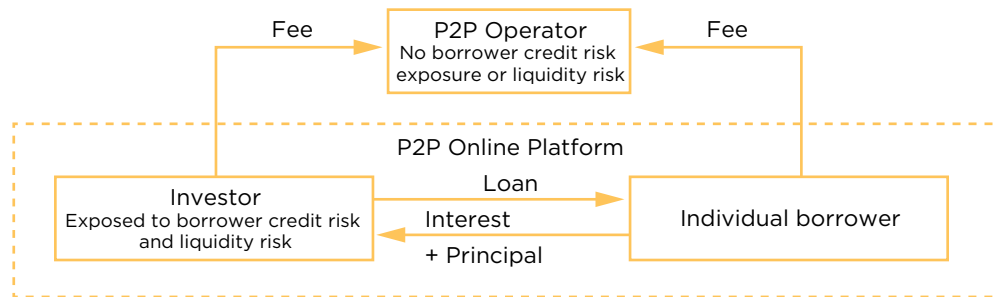 Fee
P2P Operator
No borrower credit risk
exposure or liquidity risk
Fee
P2P Online Platform
Investor
Exposed to borrower credit risk
and liquidity risk
Loan
Interest
+ Principal
Individual borrower